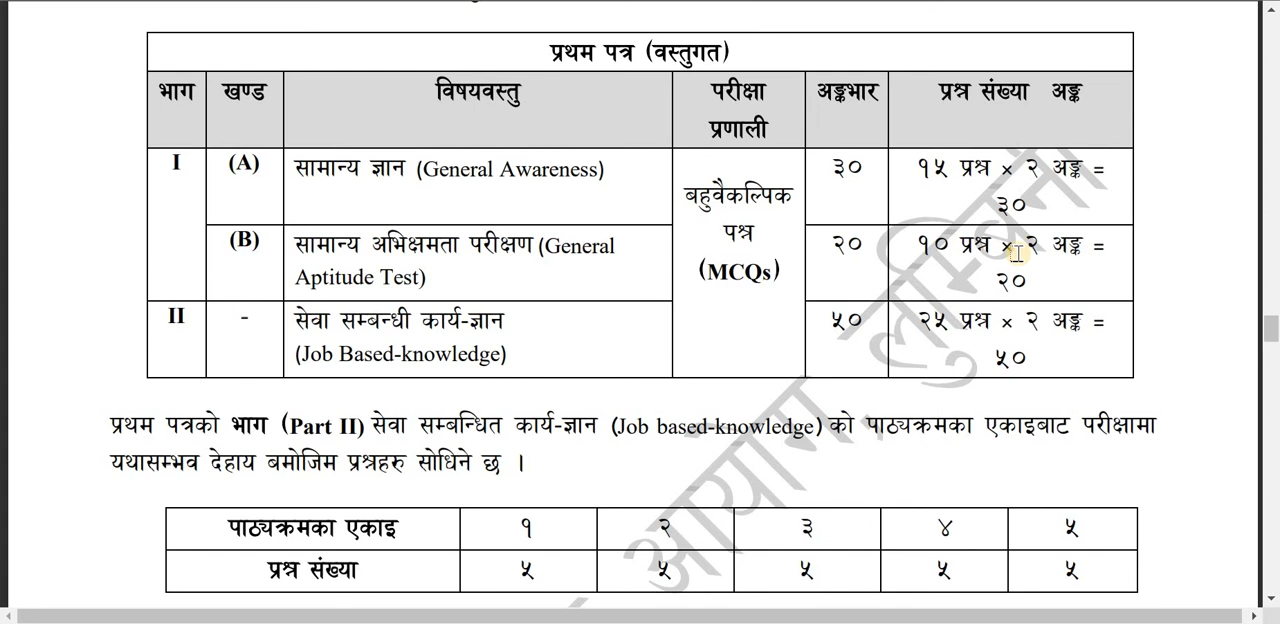 प्रथम पत्र (वस्तुगत)
भाग खण्ड विषयवस्तु परीक्षा प्रणाली अङ्कभार प्रश्न संख्या अङ्क
I (A) सामान्य ज्ञान (General Awareness) बहुवैकल्पिक पश्न (MCQs) ३० १५ प्रश्न × २ अङ्क = ३०
(B) सामान्य अभिक्षमता परीक्षण (General Aptitude Test) २० १० प्रश्न × २ अङ्क = २०
II - सेवा सम्बन्धी कार्य-ज्ञान (Job Based-knowledge) ५० २५ प्रश्न × २ अङ्क = ५०
प्रथम पत्रको भाग (Part II) सेवा सम्बन्धित कार्य-ज्ञान (Job based-knowledge) को पाठ्यक्रमका एकाइबाट परीक्षामा
यथासम्भव देहाय बमोजिम प्रश्नहरु सोधिने छ ।
पाठ्यक्रमका एकाइ १ २ ३ ४ ५
प्रश्न संख्या ५ ५ ५ ५ ५
आयोग, लुम्बिनी